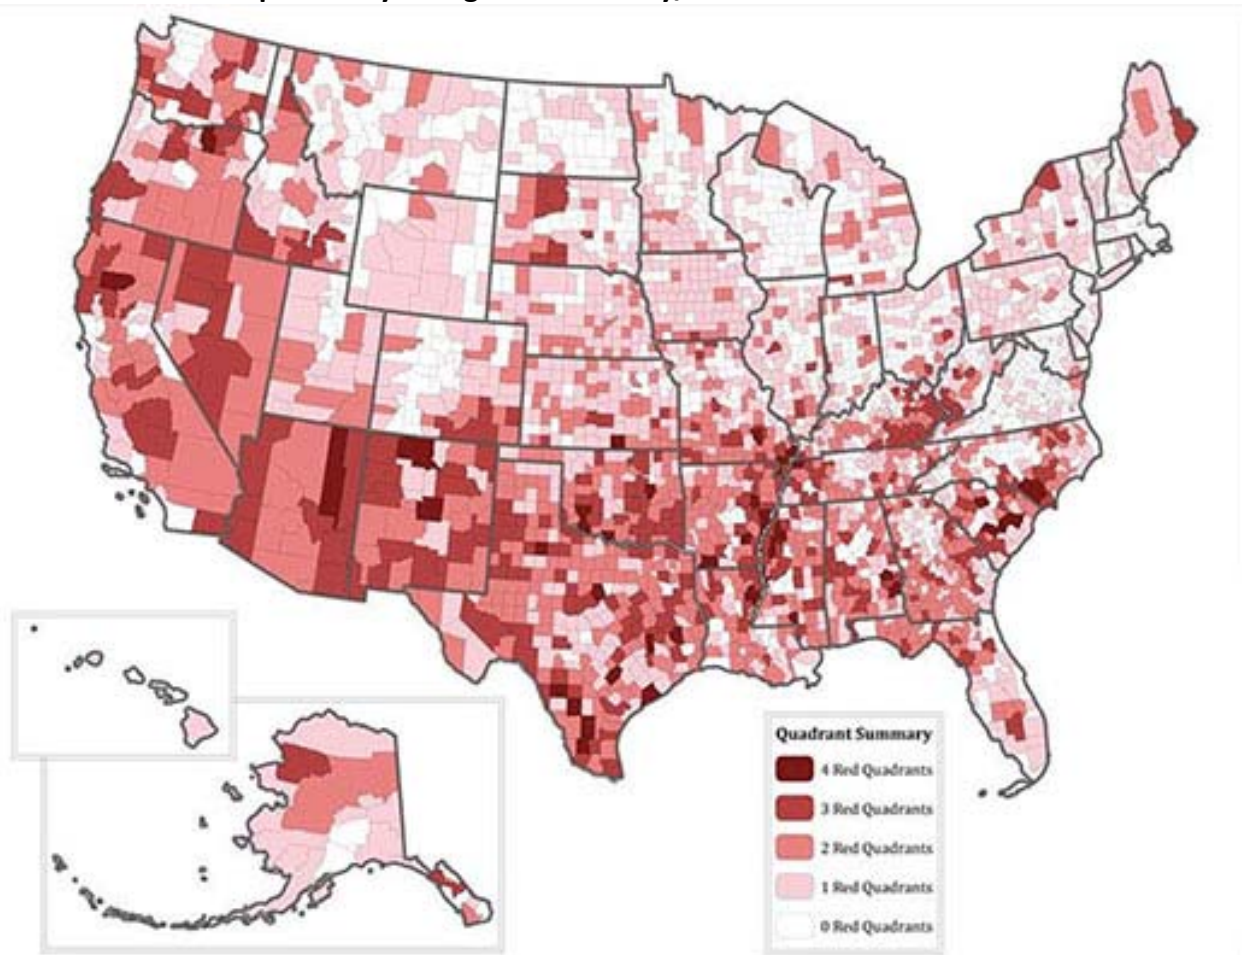 Quadrant Summary
4 Red Quadrants
3 Red Quadrants
2 Red Quadrants
1 Red Quadrants
0 Red Quadrants